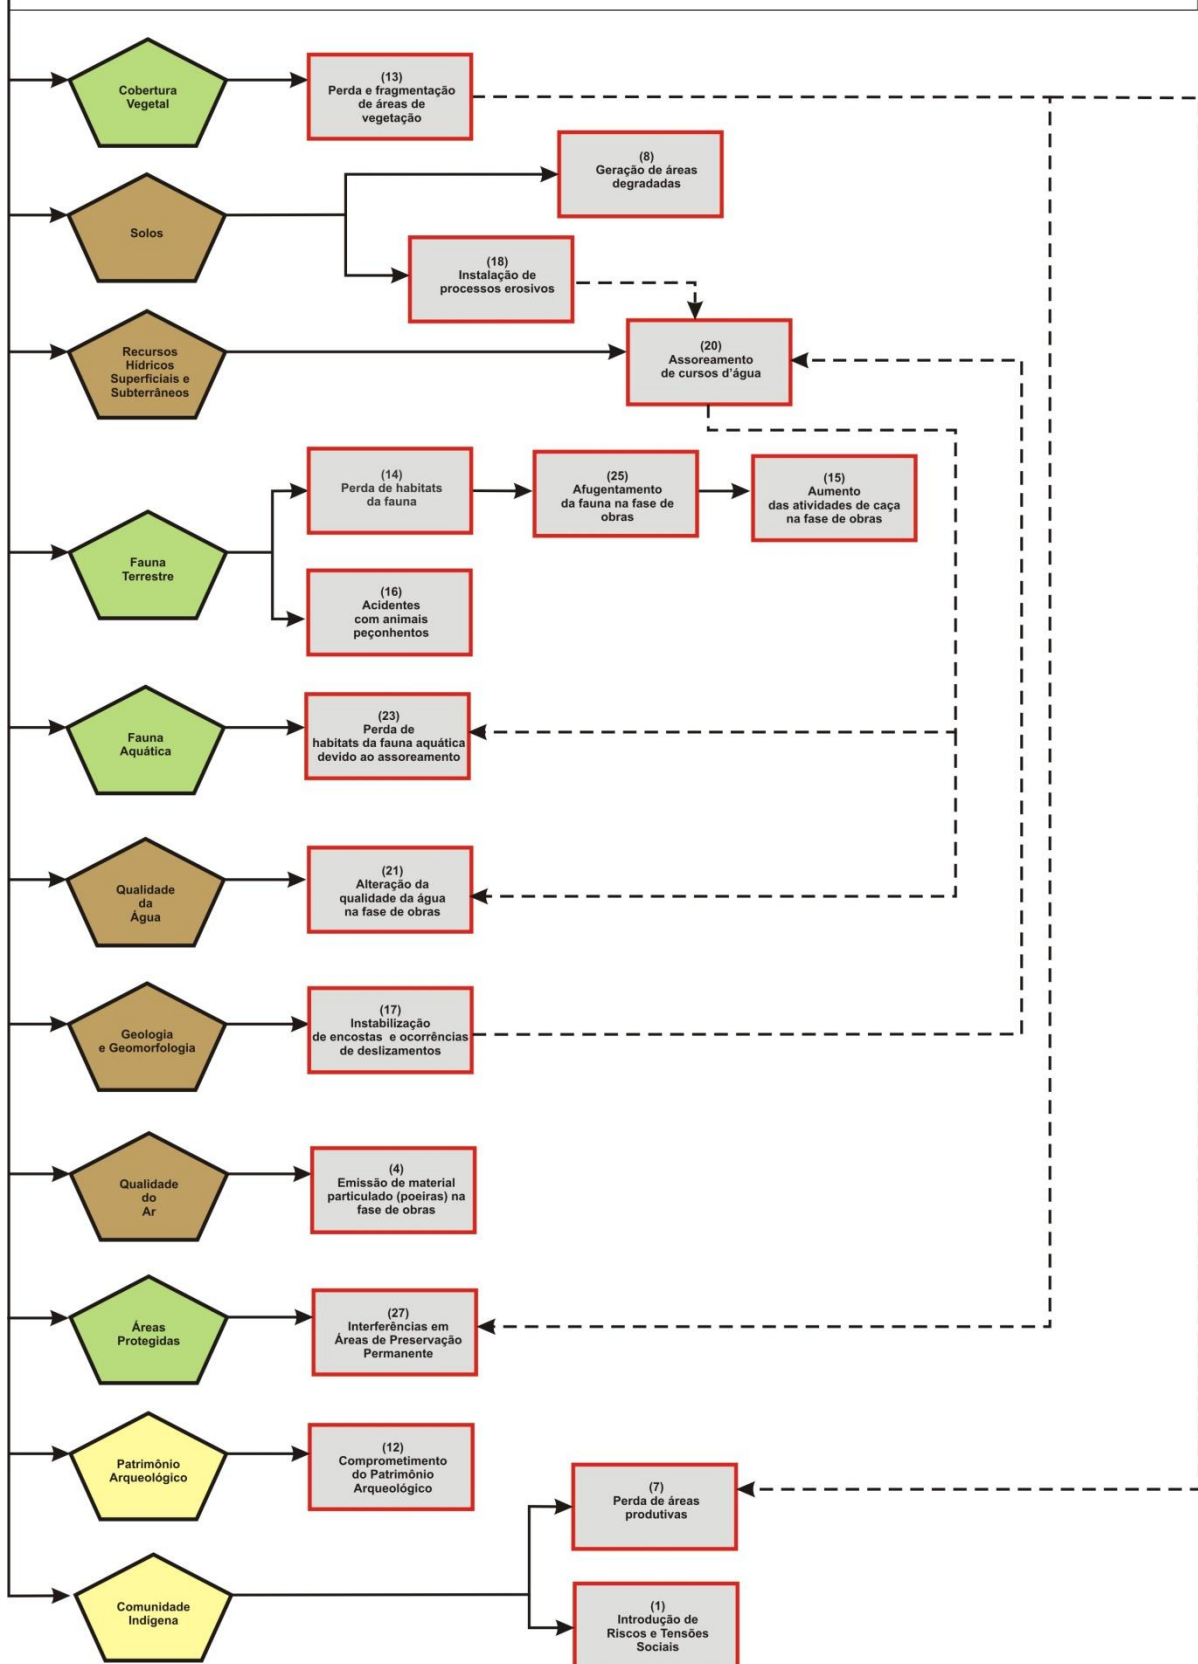 Cobertura
Vegetal
(13)
Perda e fragmentação
de áreas de
vegetação
(8)
Geração de áreas
degradadas
Solos
(18)
Instalação de
processos erosivos
Recursos
Hídricos
Superficiais e
Subterrâneos
(20)
Assoreamento
de cursos d'água
(14)
Perda de habitats
da fauna
(25)
Afugentamento
da fauna na fase de
obras
(15)
Aumento
das atividades de caça
na fase de obras
Fauna
Terrestre
(16)
Acidentes
com animais
peçonhentos
Fauna
Aquática
(23)
Perda de
habitats da fauna aquática
devido ao assoreamento
Qualidade
da
Água
(21)
Alteração da
qualidade da água
na fase de obras
Geologia
e Geomorfologia
(17)
Instabilização
de encostas e ocorrências
de deslizamentos
Qualidade
do
Ar
(4)
Emissão de material
particulado (poeiras) na
fase de obras
Áreas
Protegidas
(27)
Interferências em
Áreas de Preservação
Permanente
Patrimônio
Arqueológico
(12)
Comprometimento
do Patrimônio
Arqueológico
(7)
Perda de áreas
produtivas
Comunidade
Indígena
(1)
Introdução de
Riscos e Tensões
Sociais